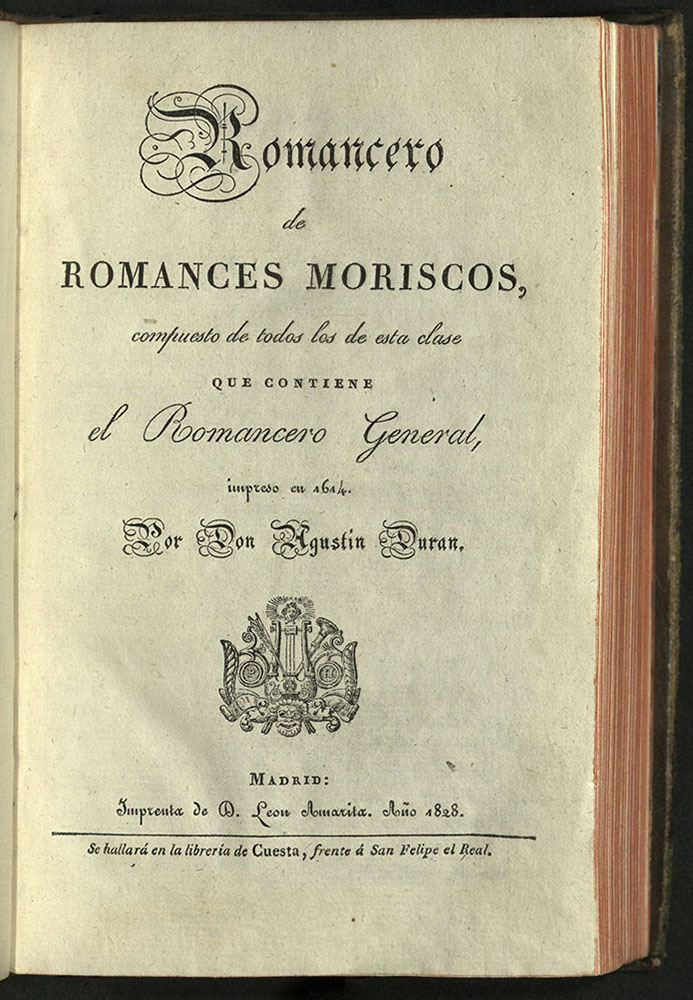 Romancero
de
ROMANCES MORISCOS,
compuesto de todos los de esta clase
QUE CONTIENE
el Romancero General,
impreso en 1614.
Por Don Agustin Duran.
MADRID:
Imprenta de D. Leon Amarita. Año 1828.
Se hallará en la librería de Cuesta, frente á San Felipe el Real.